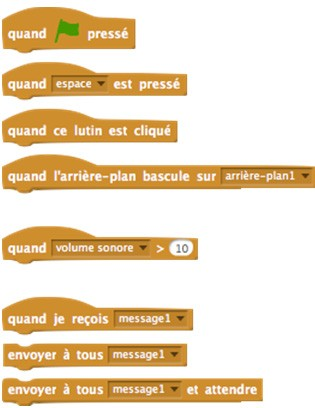 quand pressé
quand espace est pressé
quand ce lutin est cliqué
quand l'arrière-plan bascule sur arrière-plan1
quand volume sonore > 10
quand je reçois message1
envoyer à tous message1
envoyer à tous message1 et attendre